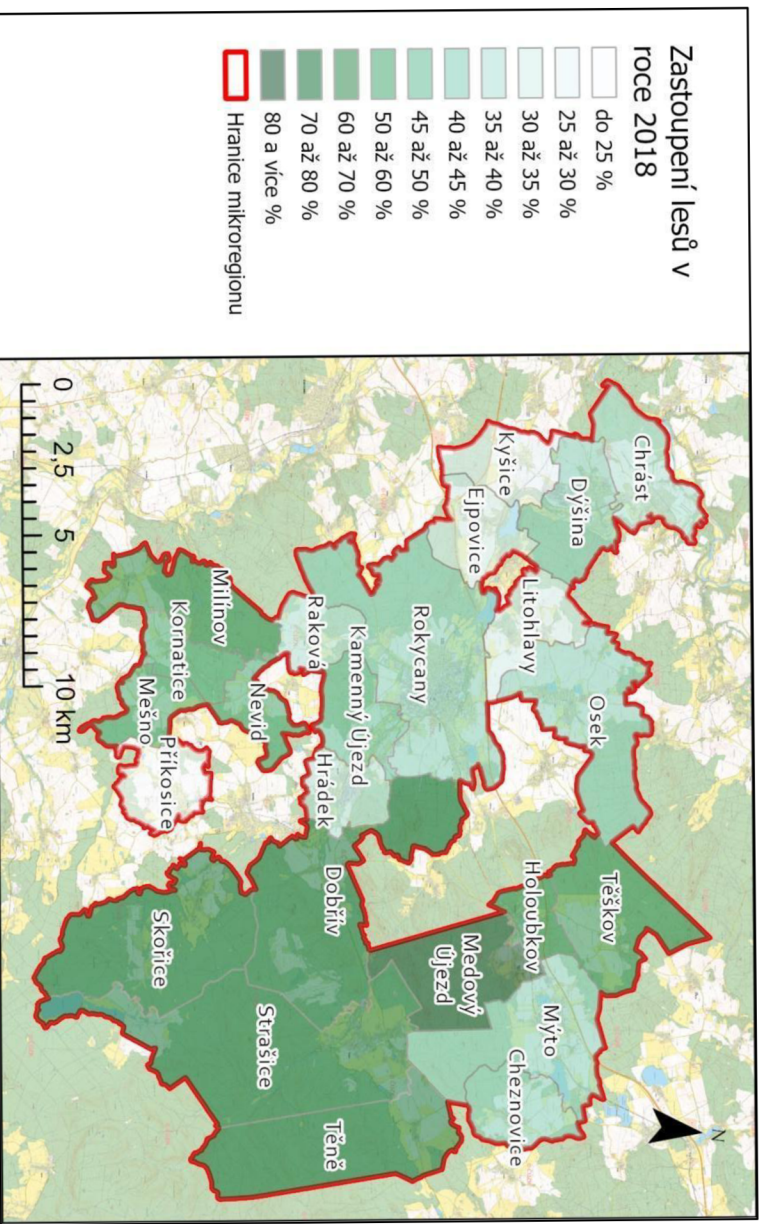 Zastoupení lesů v
roce 2018
do 25 %
25 až 30 %
30 až 35 %
35 až 40 %
40 až 45 %
45 až 50 %
50 až 60 %
60 až 70 %
70 až 80 %
80 a více %
Hranice mikroregionu
N
Chrást
Dýšina
Kyšice
Ejpovice
Litohlavy
Osek
Těškov
Holoubkov
Mýto
Cheznovice
Medový
Újezd
Rokycany
Kamenný Újezd
Raková
Hrádek
Dobřív
Strašice
Těně
Skořice
Milínov
Kornatice
Nevid
Mešno
Příkosice
0 2,5 5 10 km